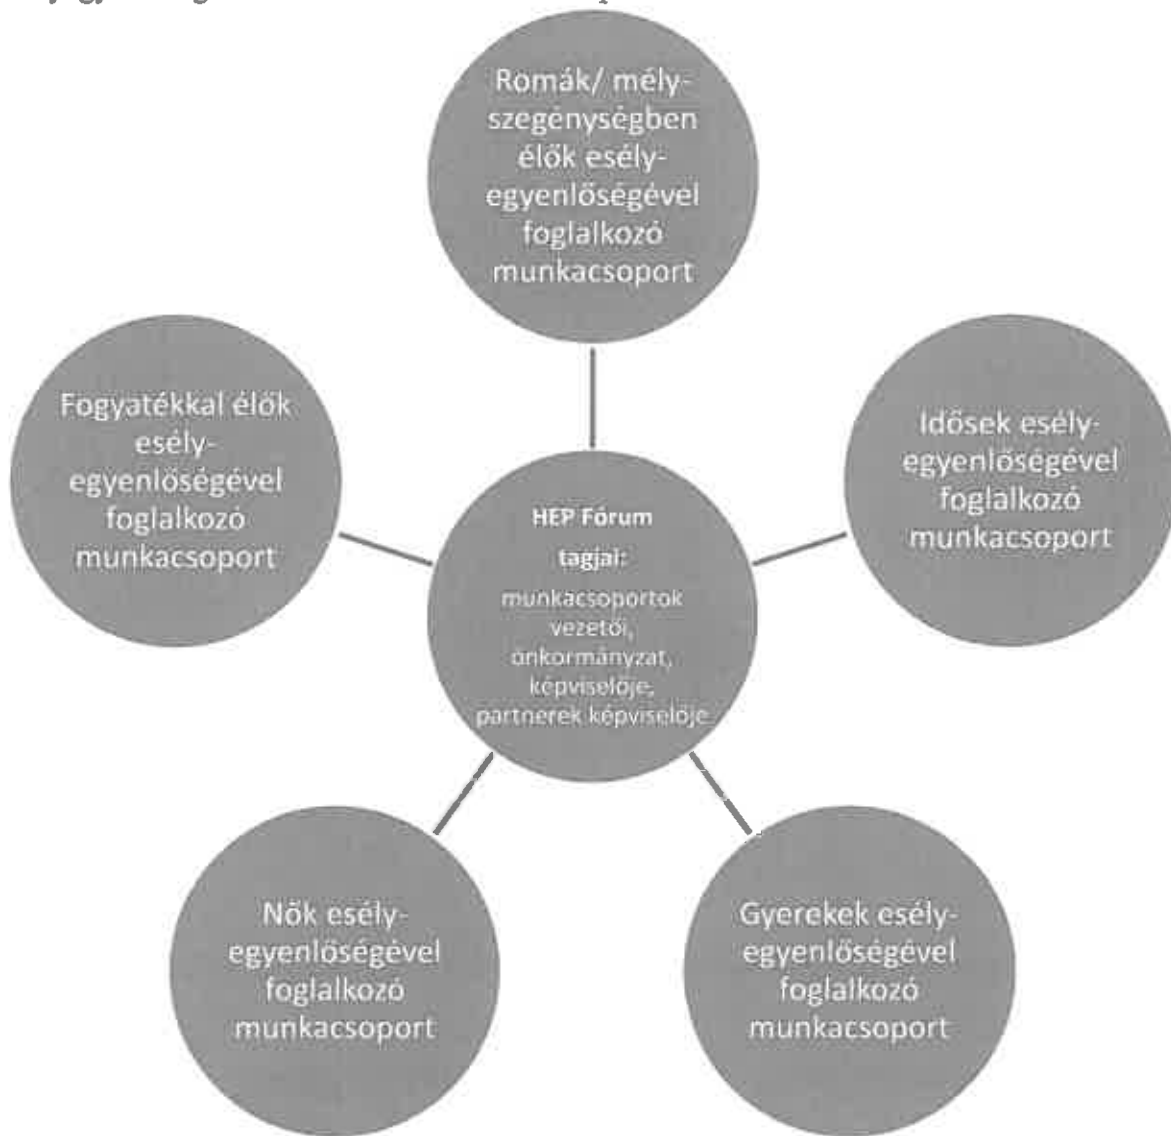 Romák/ mély-
szegénységben
élők esély-
egyenlőségével
foglalkozó
munkacsoport
Fogyatékkal élők
esély-
egyenlőségével
foglalkozó
munkacsoport
Idősek esély-
egyenlőségével
foglalkozó
munkacsoport
HEP Fórum
tagjai:
munkacsoportok
vezetői,
önkormányzat,
képviselője,
partnerek képviselője
Nők esély-
egyenlőségével
foglalkozó
munkacsoport
Gyerekek esély-
egyenlőségével
foglalkozó
munkacsoport